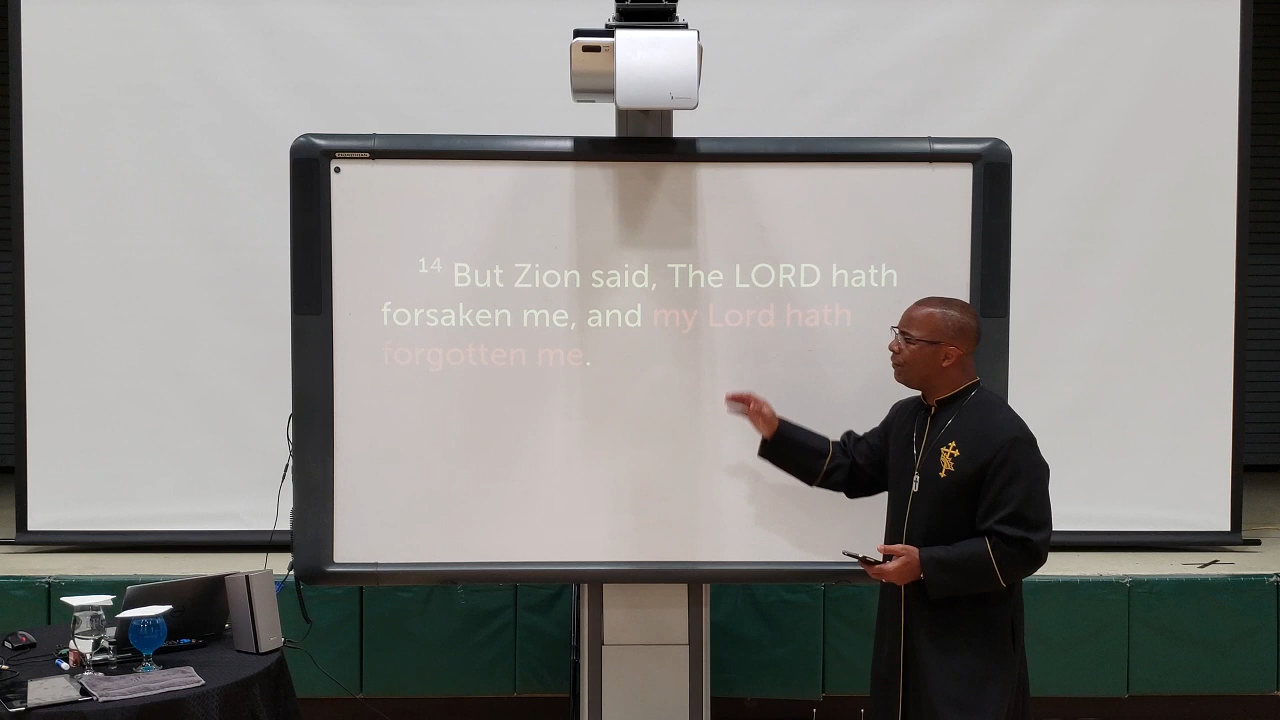 14 But Zion said, The LORD hath
forsaken me, and my Lord hath
forgotten me.